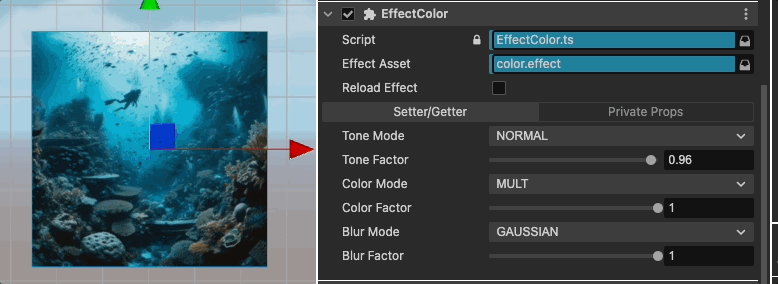 EffectColor
Script EffectColor.ts
Effect Asset color.effect
Reload Effect
Setter/Getter Private Props
Tone Mode NORMAL
Tone Factor 0.96
Color Mode MULT
Color Factor 1
Blur Mode GAUSSIAN
Blur Factor 1